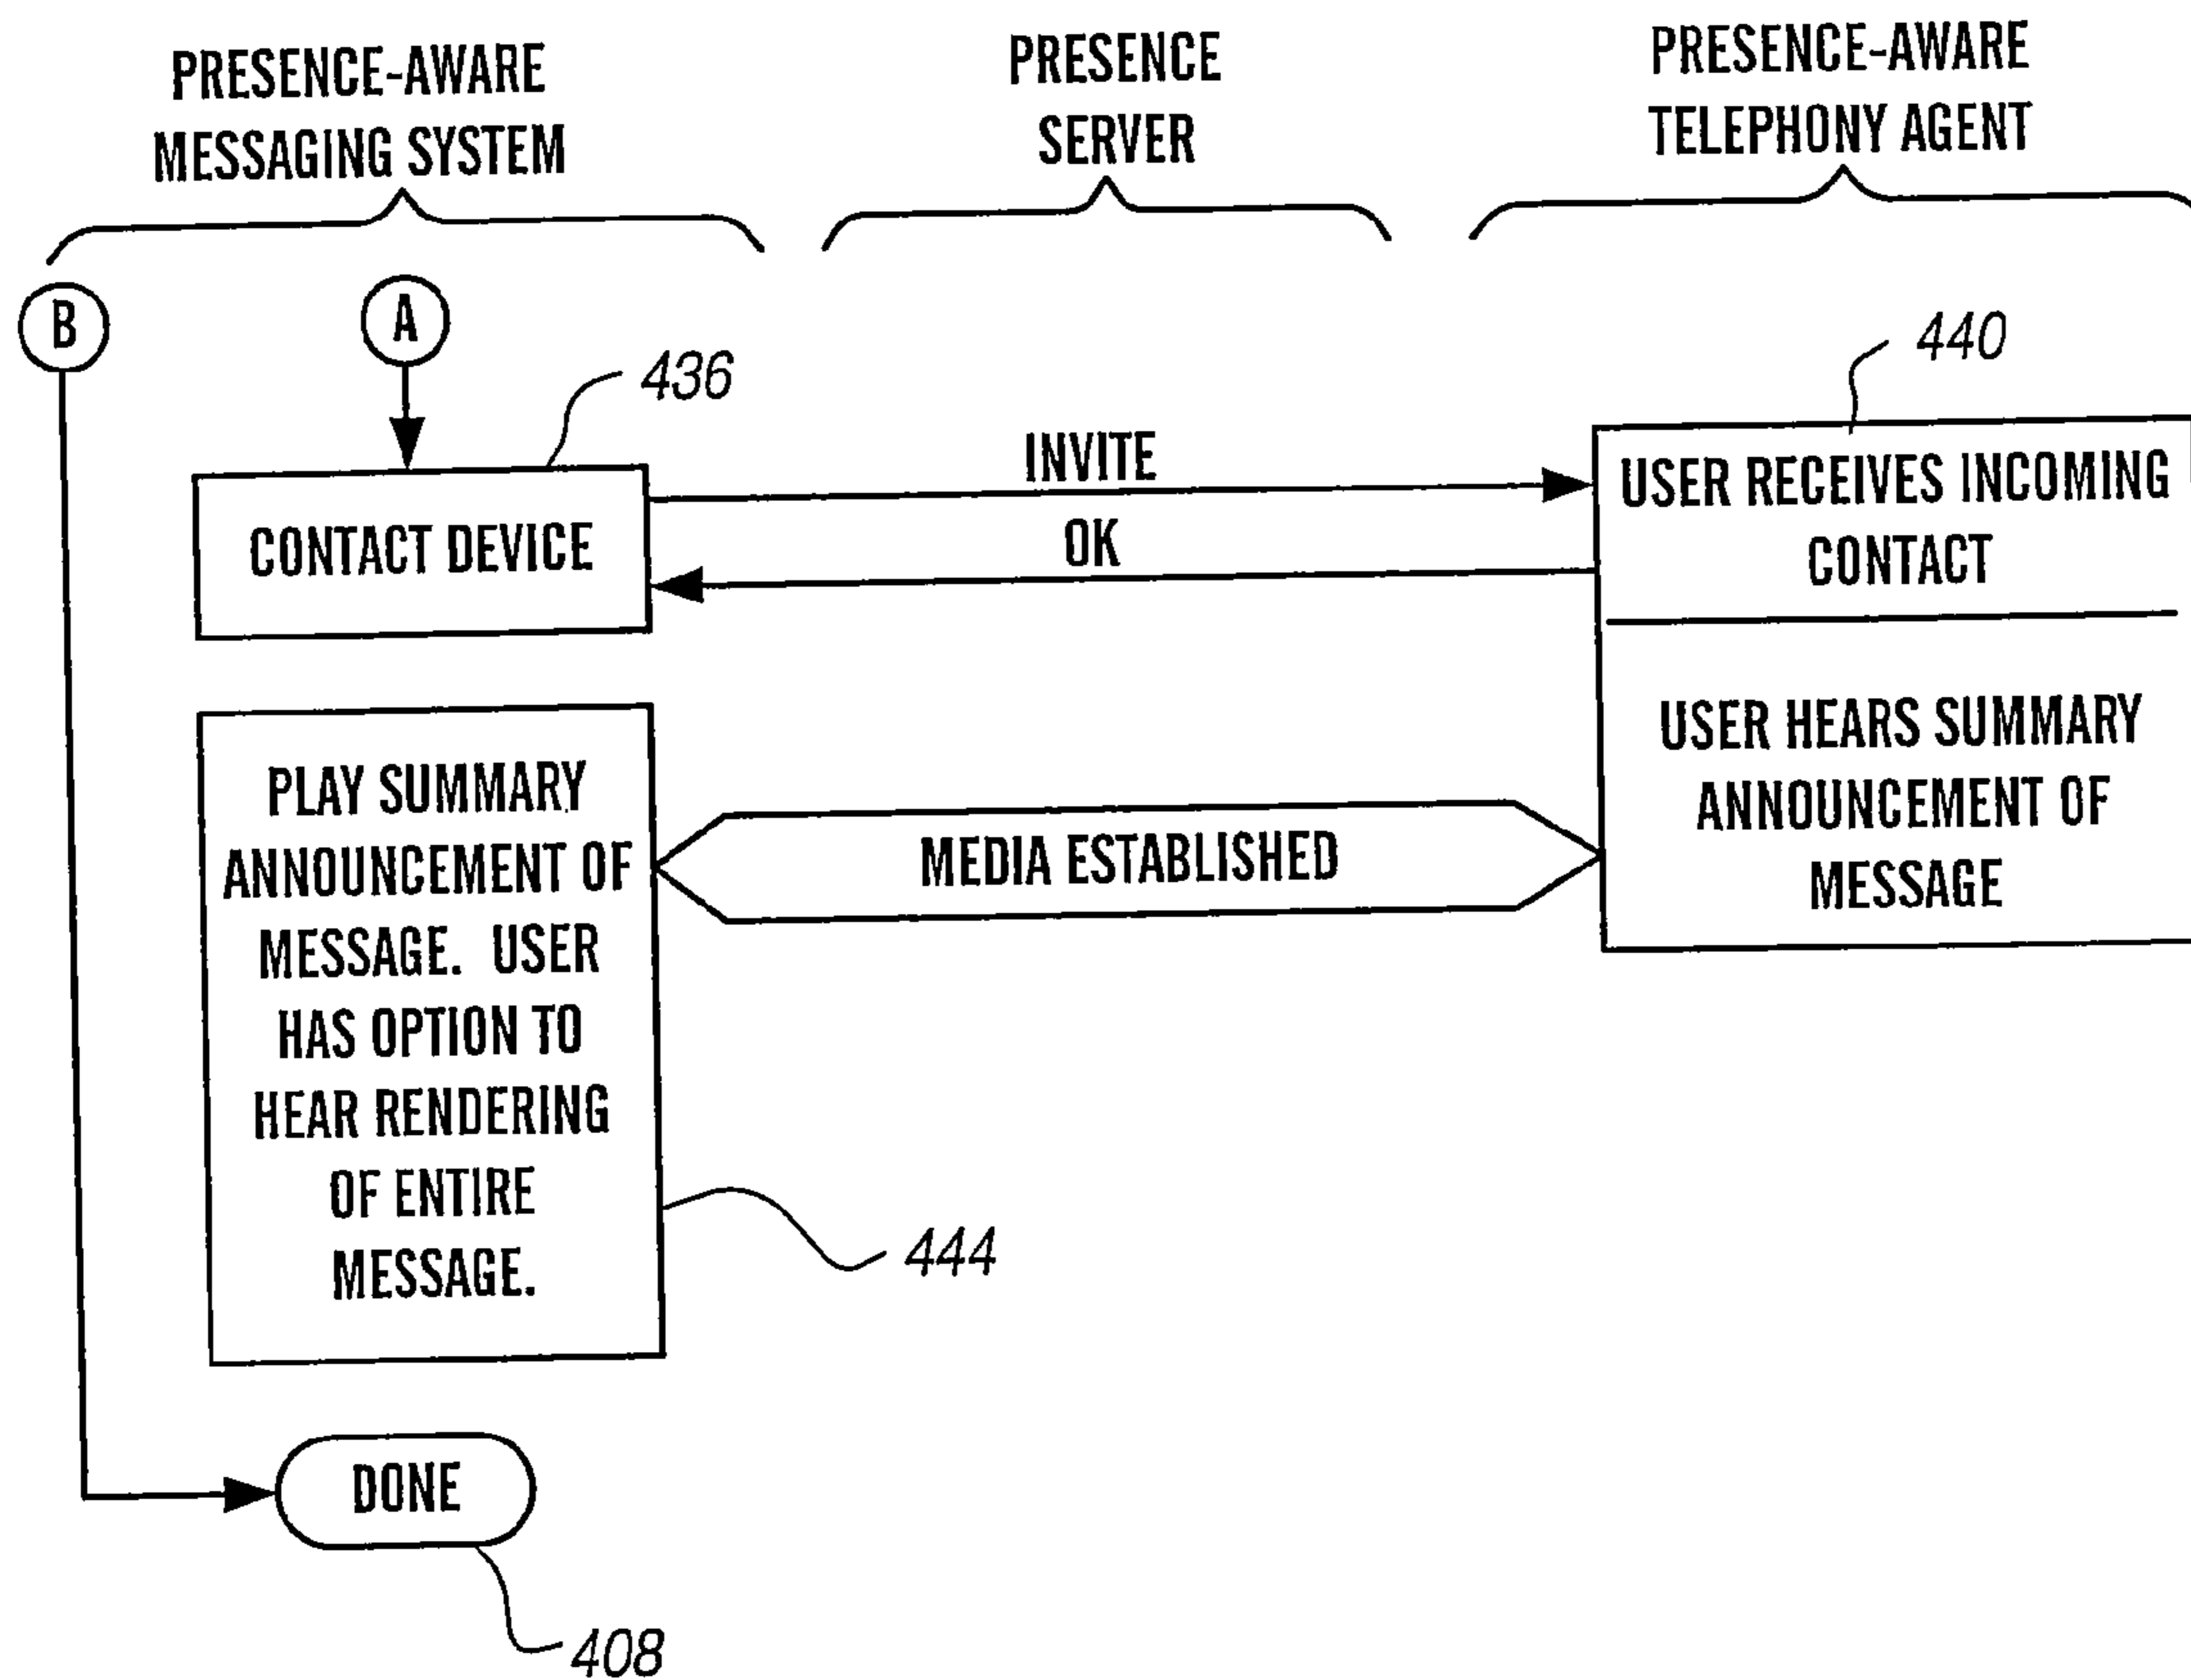 PRESENCE-AWARE
MESSAGING SYSTEM
PRESENCE
SERVER
PRESENCE-AWARE
TELEPHONY AGENT
B
A
436
440
CONTACT DEVICE
INVITE
OK
USER RECEIVES INCOMING
CONTACT
USER HEARS SUMMARY
ANNOUNCEMENT OF
MESSAGE
PLAY SUMMARY
ANNOUNCEMENT OF
MESSAGE. USER
HAS OPTION TO
HEAR RENDERING
OF ENTIRE
MESSAGE.
MEDIA ESTABLISHED
444
DONE
408